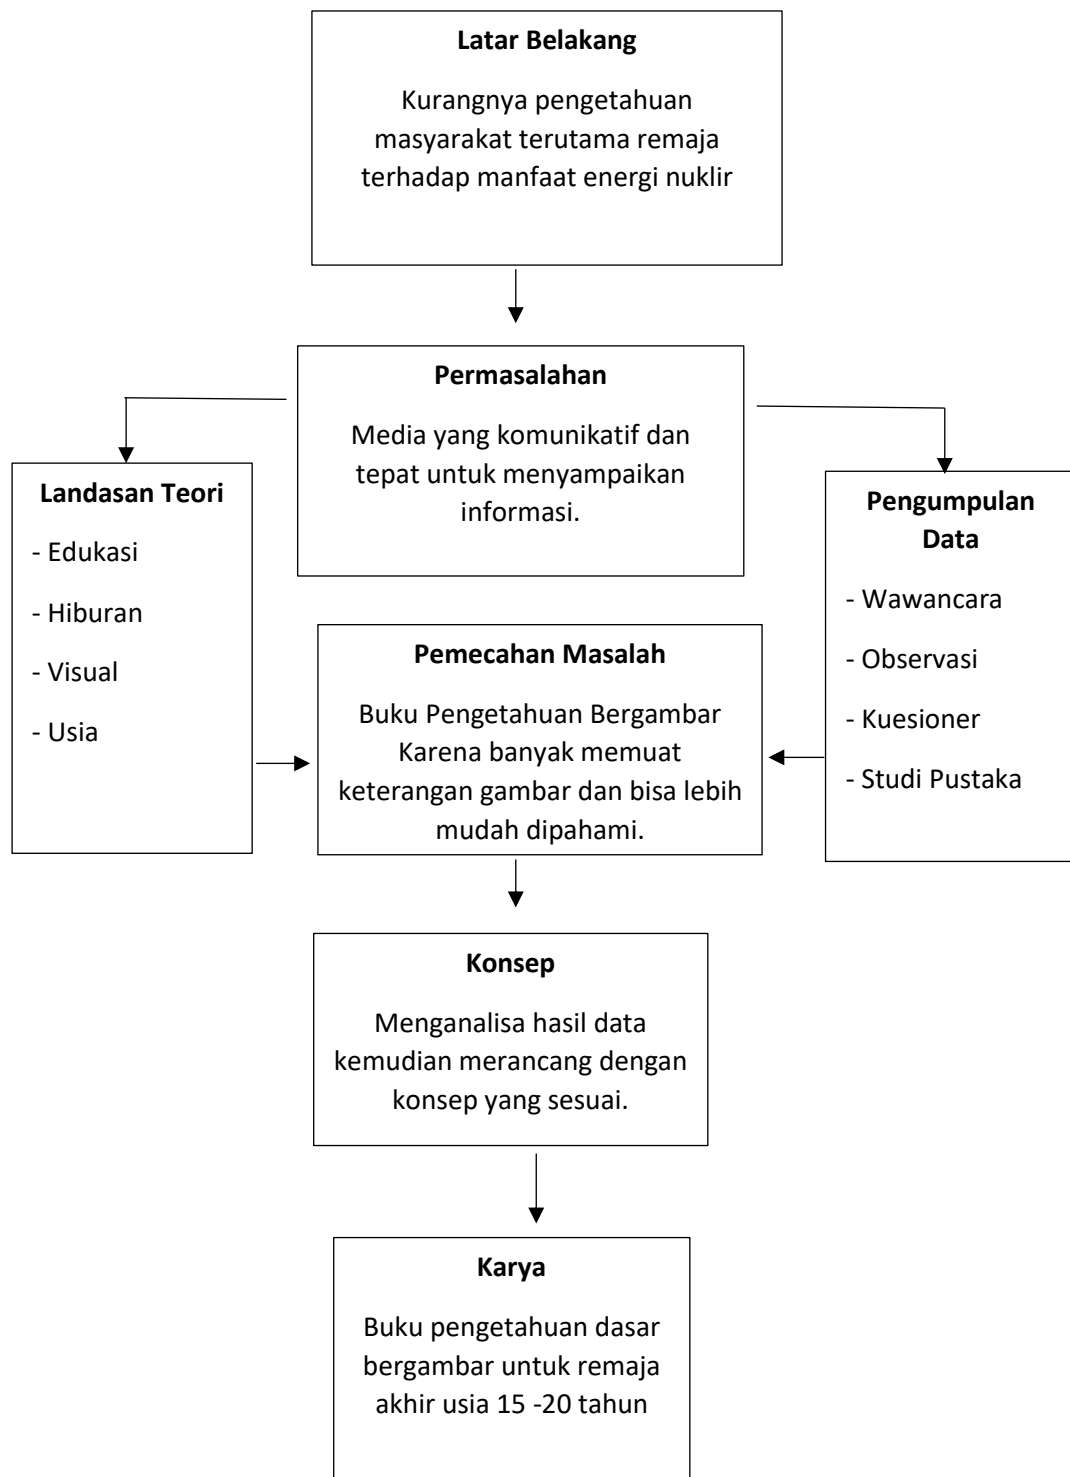 Latar Belakang
Kurangnya pengetahuan
masyarakat terutama remaja
terhadap manfaat energi nuklir
Permasalahan
Media yang komunikatif dan
tepat untuk menyampaikan
informasi.
Landasan Teori
- Edukasi
- Hiburan
- Visual
- Usia
Pengumpulan
Data
- Wawancara
- Observasi
- Kuesioner
- Studi Pustaka
Pemecahan Masalah
Buku Pengetahuan Bergambar
Karena banyak memuat
keterangan gambar dan bisa lebih
mudah dipahami.
Konsep
Menganalisa hasil data
kemudian merancang dengan
konsep yang sesuai.
Karya
Buku pengetahuan dasar
bergambar untuk remaja
akhir usia 15 -20 tahun